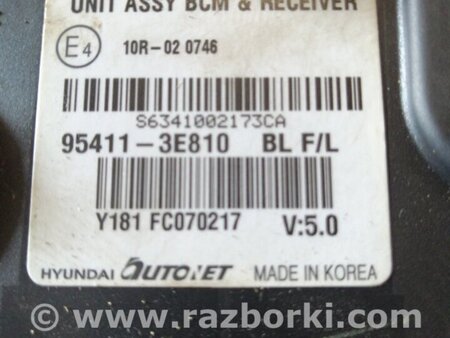 UNIT ASSY BCM & RECEIVER
E4 10R-02 0746
S6341002173CA
95411-3E810 BL F/L
Y181 FC070217 V:5.0
HYUNDAI AUTONET MADE IN KOREA
www.razborki.com